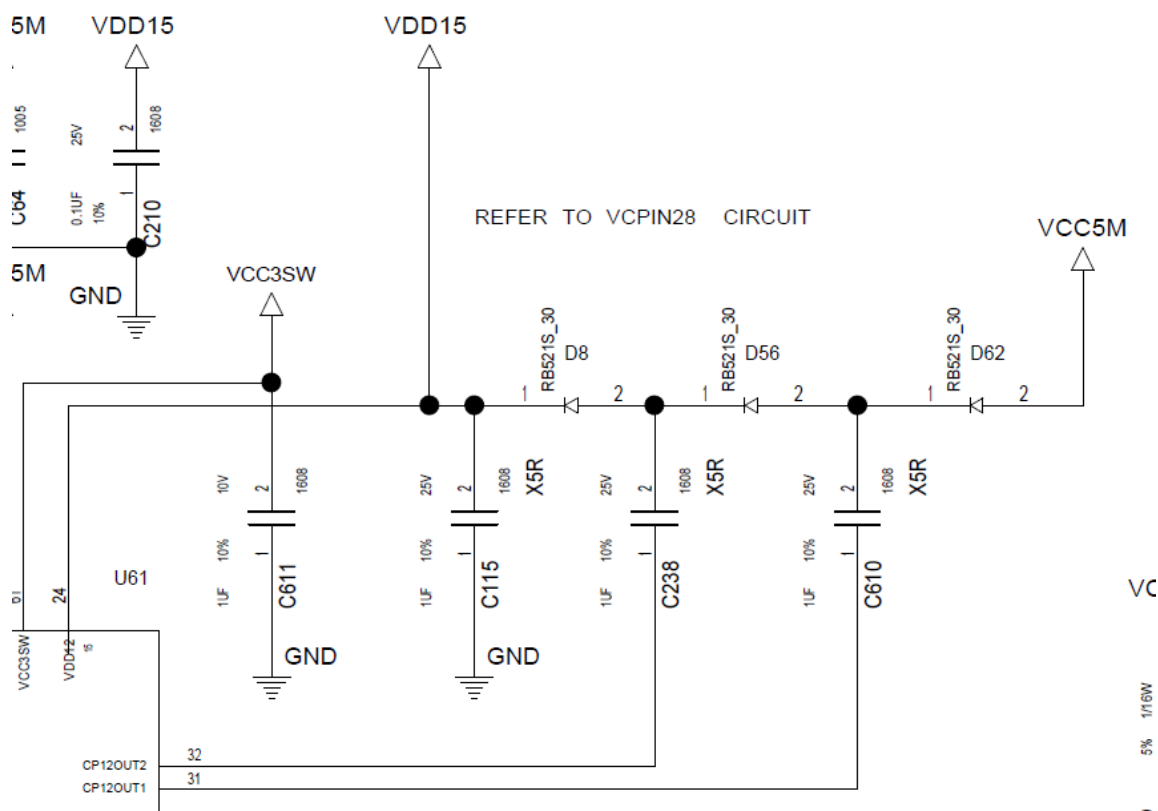 5M
VDD15
VDD15
1005
25V
2
1608
C64
0.1UF
10%
1
C210
REFER TO VCPIN28 CIRCUIT
VCC5M
5M
VCC3SW
GND
RB521S_30
D8
RB521S_30
D56
RB521S_30
D62
1
2
1
2
1
2
10V
2
1608
25V
2
1608
X5R
25V
2
1608
X5R
25V
2
1608
X5R
1UF
10%
1
C611
1UF
10%
1
C115
1UF
10%
1
C238
1UF
10%
1
C610
U61
24
VC
GND
GND
VCC3SW
VDD12
15
5%
1/16W
CP12OUT2
32
CP12OUT1
31